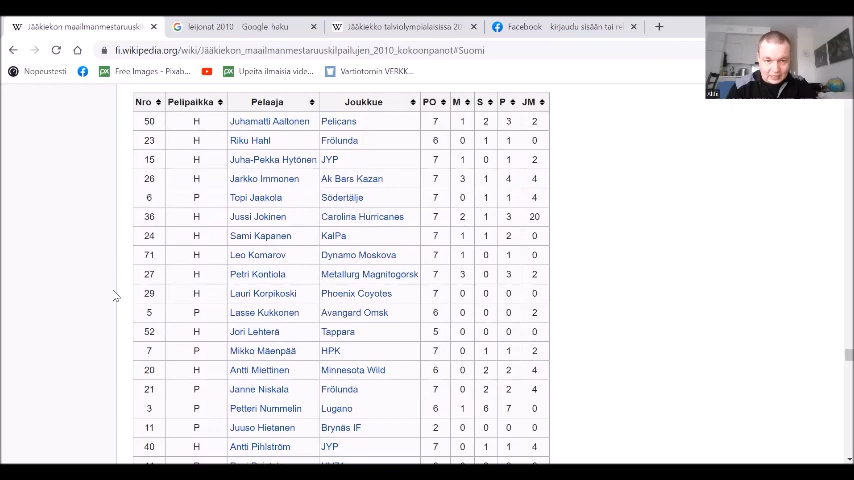 Jääkiekon maailmanmestaruuskil
leijonat 2010 - Google-haku
Jääkiekko talviolympialaisissa 20
Facebook – kirjaudu sisään tai re
fi.wikipedia.org/wiki/Jääkiekon_maailmanmestaruuskilpailujen_2010_kokoonpanot#Suomi
Nopeustesti
Free Images - Pixab...
Upeita ilmaisia video...
Vartiotornin VERKK...
Nro Pelipaikka Pelaaja Joukkue PO M S P JM
50 H Juhamatti Aaltonen Pelicans 7 1 2 3 2
23 H Riku Hahl Frölunda 6 0 1 1 0
15 H Juha-Pekka Hytönen JYP 7 1 0 1 2
26 H Jarkko Immonen Ak Bars Kazan 7 3 1 4 4
6 P Topi Jaakola Södertälje 7 0 1 1 4
36 H Jussi Jokinen Carolina Hurricanes 7 2 1 3 20
24 H Sami Kapanen KalPa 7 1 1 2 0
71 H Leo Komarov Dynamo Moskova 7 1 0 1 0
27 H Petri Kontiola Metallurg Magnitogorsk 7 3 0 3 2
29 H Lauri Korpikoski Phoenix Coyotes 7 0 0 0 0
5 P Lasse Kukkonen Avangard Omsk 6 0 0 0 2
52 H Jori Lehterä Tappara 5 0 0 0 0
7 P Mikko Mäenpää HPK 7 0 1 1 2
20 H Antti Miettinen Minnesota Wild 6 0 2 2 4
21 P Janne Niskala Frölunda 7 0 2 2 4
3 P Petteri Nummelin Lugano 6 1 6 7 0
11 P Juuso Hietanen Brynäs IF 2 0 0 0 0
40 H Antti Pihlström JYP 7 0 1 1 4